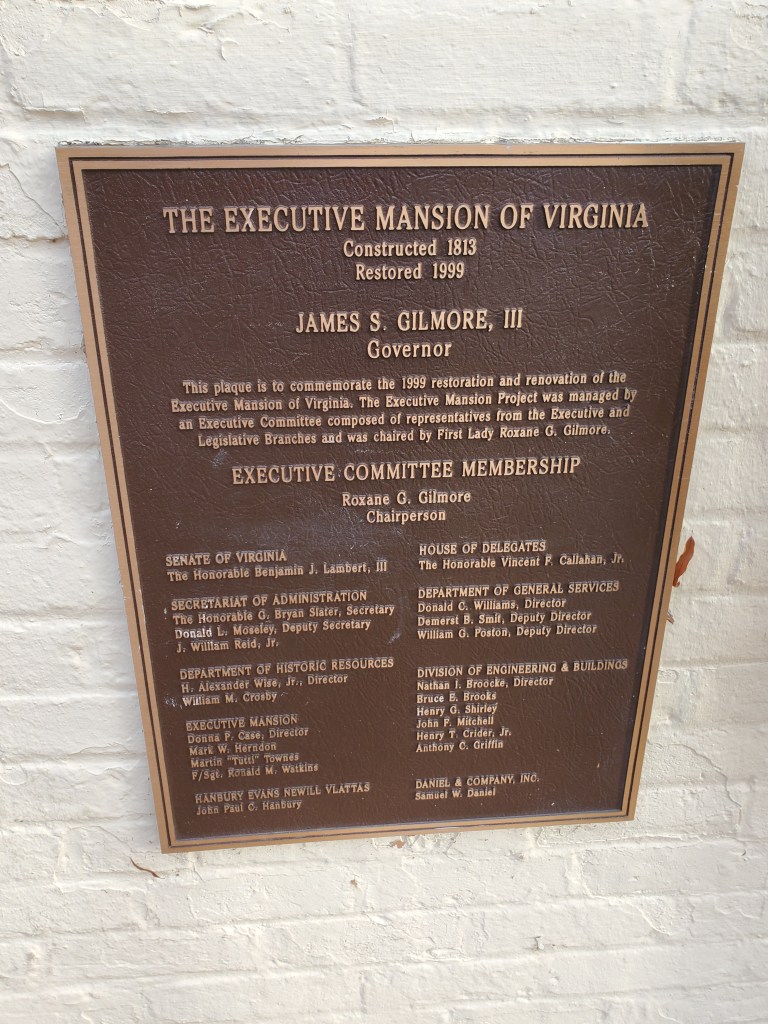 THE EXECUTIVE MANSION OF VIRGINIA
Constructed 1813
Restored 1999
JAMES S. GILMORE, III
Governor
This plaque is to commemorate the 1999 restoration and renovation of the
Executive Mansion of Virginia. The Executive Mansion Project was managed by
an Executive Committee composed of representatives from the Executive and
Legislative Branches and was chaired by First Lady Roxane G. Gilmore.
EXECUTIVE COMMITTEE MEMBERSHIP
Roxane G. Gilmore
Chairperson
SENATE OF VIRGINIA
The Honorable Benjamin J. Lambert, III
SECRETARIAT OF ADMINISTRATION
The Honorable G. Bryan Slater, Secretary
Donald L. Moseley, Deputy Secretary
J. William Reid, Jr.
DEPARTMENT OF HISTORIC RESOURCES
H. Alexander Wise, Jr., Director
William M. Crosby
EXECUTIVE MANSION
Donna P. Case, Director
Mark W. Herndon
Martin "Tutti" Townes
F/Sgt. Ronald M. Watkins
HANBURY EVANS NEWILL VLATTAS
John Paul C. Hanbury
HOUSE OF DELEGATES
The Honorable Vincent F. Callahan, Jr.
DEPARTMENT OF GENERAL SERVICES
Donald C. Williams, Director
Demerst B. Smit, Deputy Director
William G. Poston, Deputy Director
DIVISION OF ENGINEERING & BUILDINGS
Nathan I. Broocke, Director
Bruce E. Brooks
Henry G. Shirley
John F. Mitchell
Henry T. Crider, Jr.
Anthony C. Griffin
DANIEL & COMPANY, INC.
Samuel W. Daniel